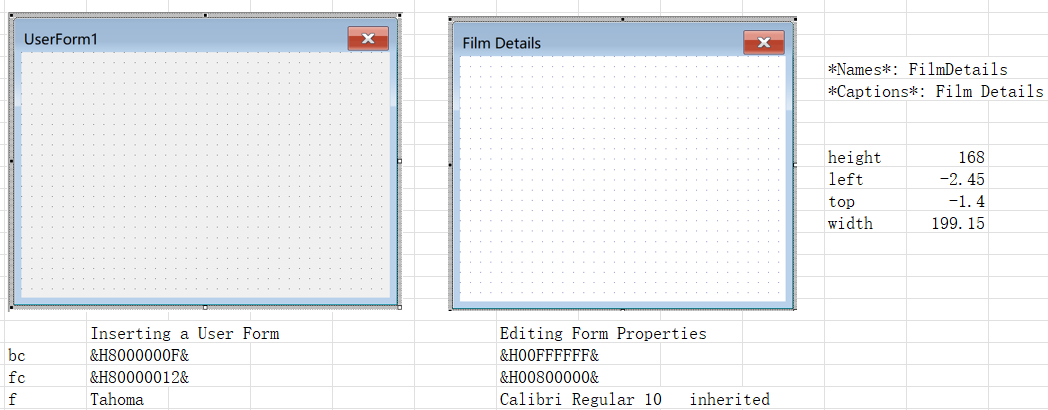 UserForm1
Film Details
*Names*: FilmDetails
*Captions*: Film Details
height 168
left -2.45
top -1.4
width 199.15
Inserting a User Form Editing Form Properties
bc &H8000000F& &H00FFFFFF&
fc &H80000012& &H00800000&
f Tahoma Calibri Regular 10 inherited